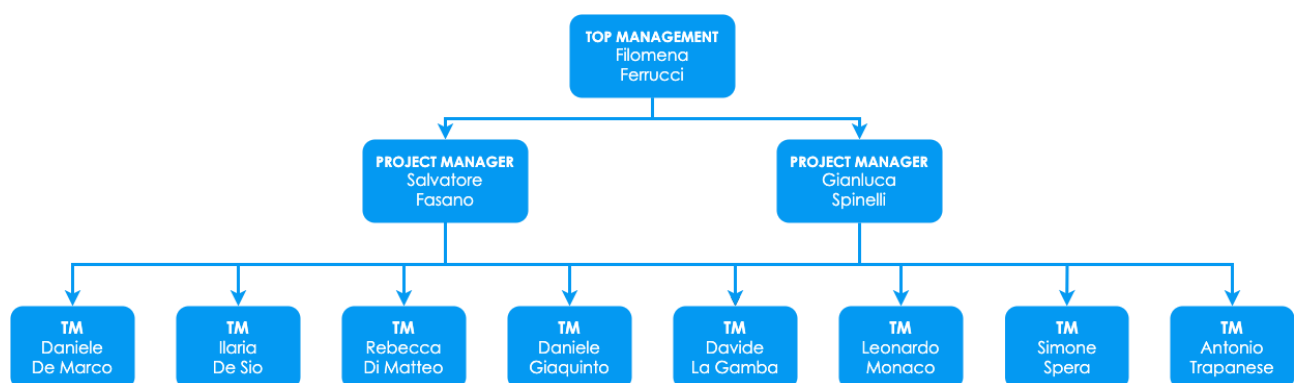 TOP MANAGEMENT
Filomena
Ferrucci
PROJECT MANAGER
Salvatore
Fasano
PROJECT MANAGER
Gianluca
Spinelli
TM
Daniele
De Marco
TM
Ilaria
De Sio
TM
Rebecca
Di Matteo
TM
Daniele
Giaquinto
TM
Davide
La Gamba
TM
Leonardo
Monaco
TM
Simone
Spera
TM
Antonio
Trapanese